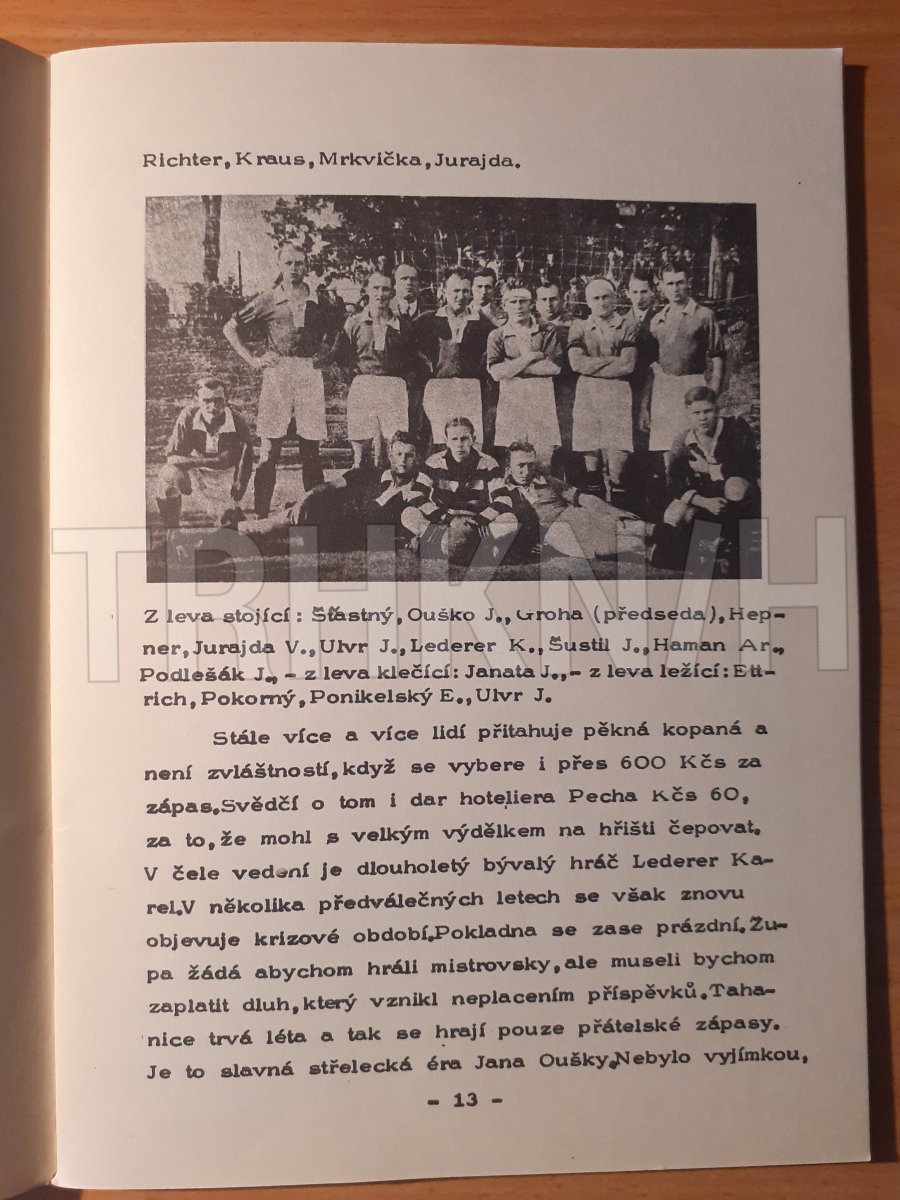 Richter, Kraus, Mrkvička, Jurajda.
TRHKNIH
Z leva stojící: Šťastný, Ouško J., Groha (předseda), Hep-
ner, Jurajda V., Ulvr J., Lederer K., Šustil J., Haman Ar.,
Podlešák J., - z leva klečící: Janata J., - z leva ležící: Ett-
rich, Pokorný, Ponikelský E., Ulvr J.
Stále více a více lidí přitahuje pěkná kopaná a
není zvláštností, když se vybere i přes 600 Kčs za
zápas. Svědčí o tom i dar hoteliera Pecha Kčs 60,
za to, že mohl s velkým výdělkem na hřišti čepovat.
V čele vedení je dlouholetý bývalý hráč Lederer Ka-
rel. V několika předválečných letech se však znovu
objevuje krizové období. Pokladna se zase prázdní. Žu-
pa žádá abychom hráli mistrovsky, ale museli bychom
zaplatit dluh, který vznikl neplacením příspěvků. Taha-
nice trvá léta a tak se hrají pouze přátelské zápasy.
Je to slavná střelecká éra Jana Oušky. Nebylo vyjímkou,
- 13 -